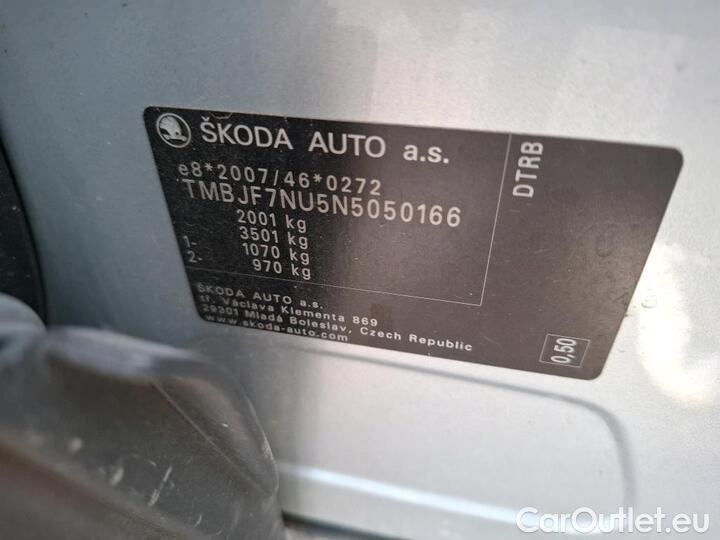 ŠKODA AUTO a.s.
e8*2007/46*0272
TMBJF7NU5N5050166
2001 kg
3501 kg
1- 1070 kg
2- 970 kg
ŠKODA AUTO a.s.
tř. Václava Klementa 869
29301 Mladá Boleslav, Czech Republic
www.skoda-auto.com
DTRB
0,50
CarOutlet.eu